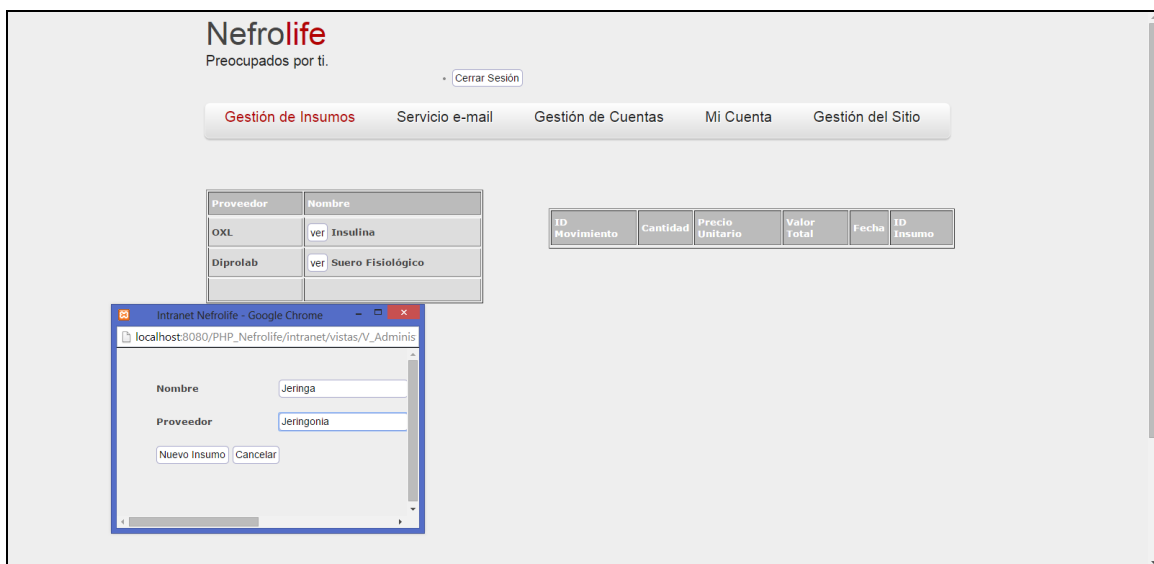 Nefrolife
Preocupados por ti.
Cerrar Sesión
Gestión de Insumos Servicio e-mail Gestión de Cuentas Mi Cuenta Gestión del Sitio
Proveedor Nombre
OXL ver Insulina
Diprolab ver Suero Fisiológico
ID Movimiento Cantidad Precio Unitario Valor Total Fecha ID Insumo
Intranet Nefrolife - Google Chrome
localhost:8080/PHP_Nefrolife/intranet/vistas/V_Adminis
Nombre Jeringa
Proveedor Jeringonia
Nuevo Insumo Cancelar